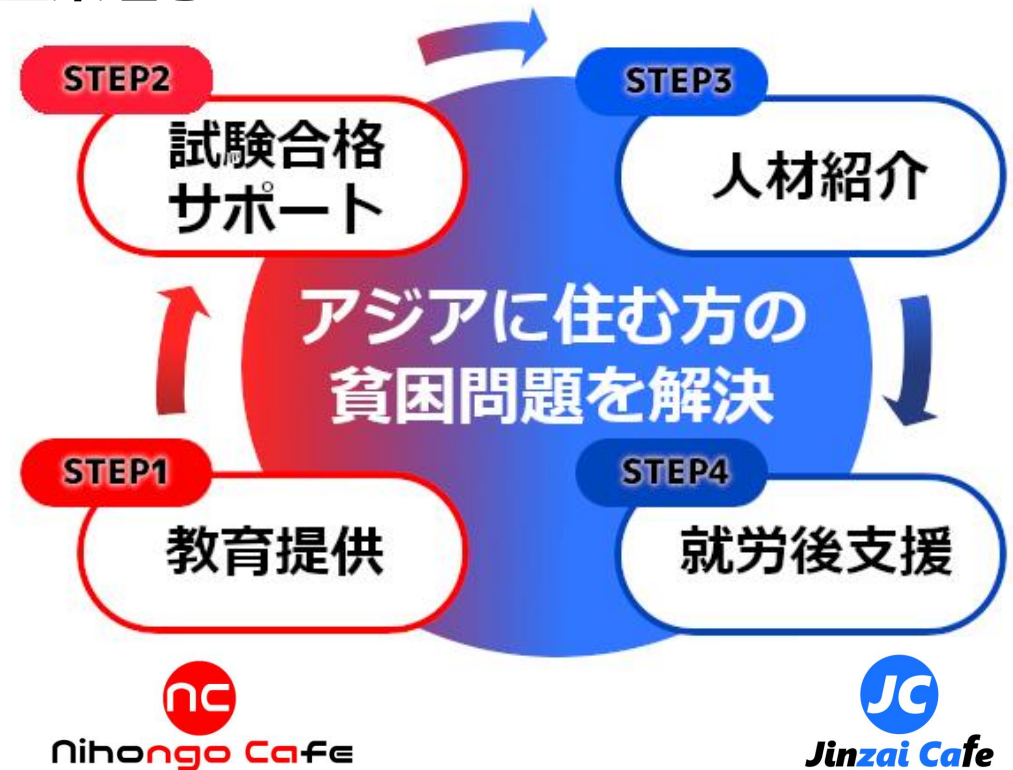 STEP2
試験合格
サポート
STEP3
人材紹介
アジアに住む方の
貧困問題を解決
STEP1
教育提供
STEP4
就労後支援
nc
Nihongo Cafe
JC
Jinzai Cafe